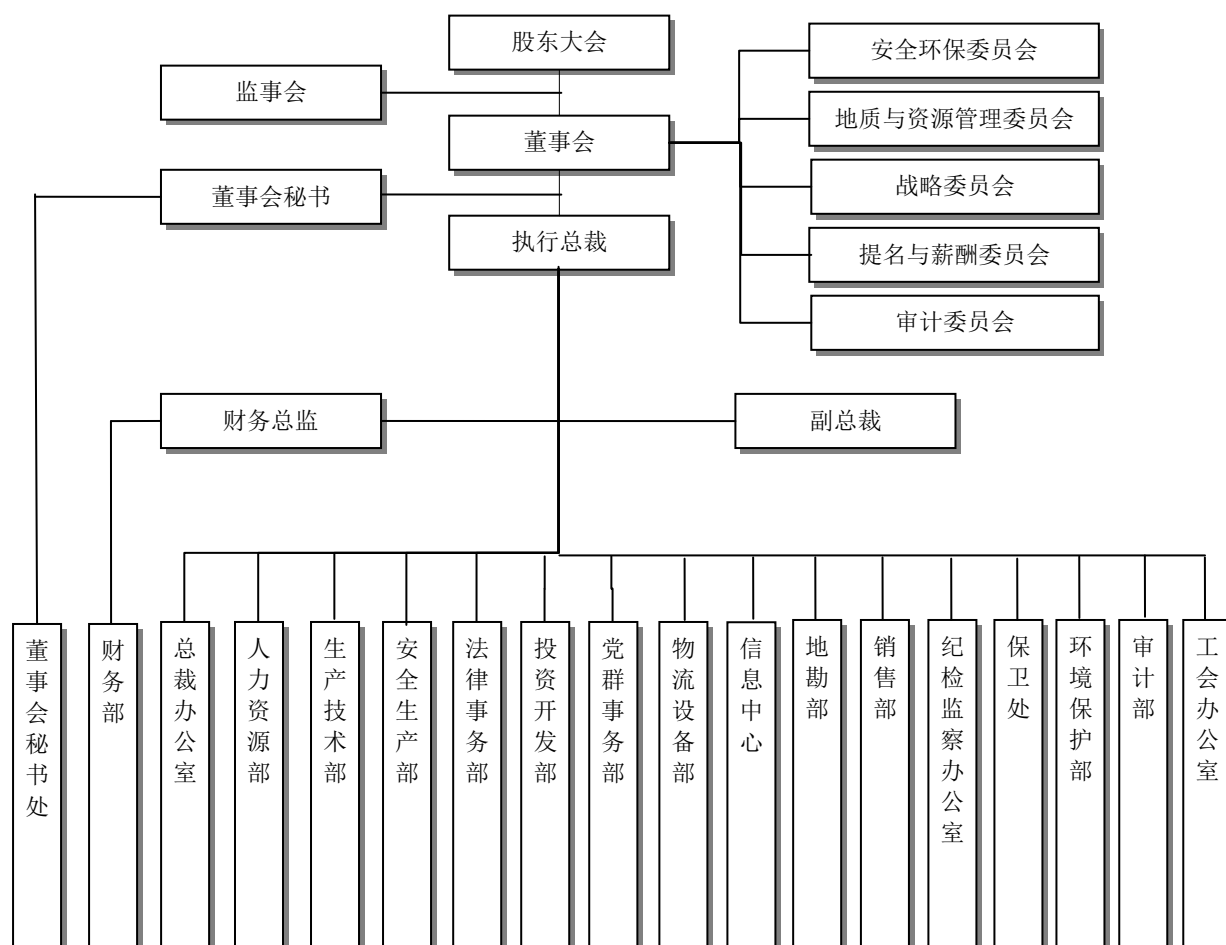 股东大会
安全环保委员会
监事会
地质与资源管理委员会
董事会
董事会秘书
战略委员会
执行总裁
提名与薪酬委员会
审计委员会
财务总监
副总裁
董事会秘书处
财务部
总裁办公室
人力资源部
生产技术部
安全生产部
法律事务部
投资开发部
党群事务部
物流设备部
信息中心
地勘部
销售部
纪检监察办公室
保卫处
环境保护部
审计部
工会办公室